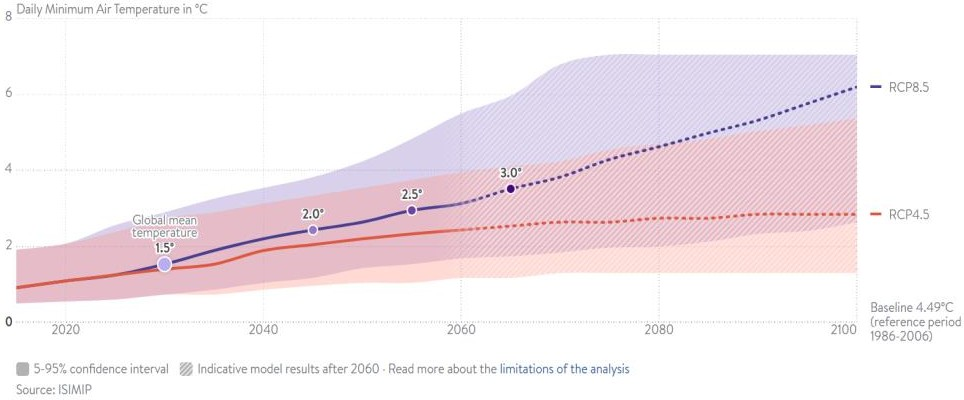 Daily Minimum Air Temperature in °C
8
6
4
2
0
Global mean
temperature
1.5°
2.0°
2.5°
3.0°
RCP8.5
RCP4.5
2020
2040
2060
2080
2100
Baseline 4.49°C
(reference period
1986-2006)
5-95% confidence interval
Indicative model results after 2060 · Read more about the limitations of the analysis
Source: ISIMIP